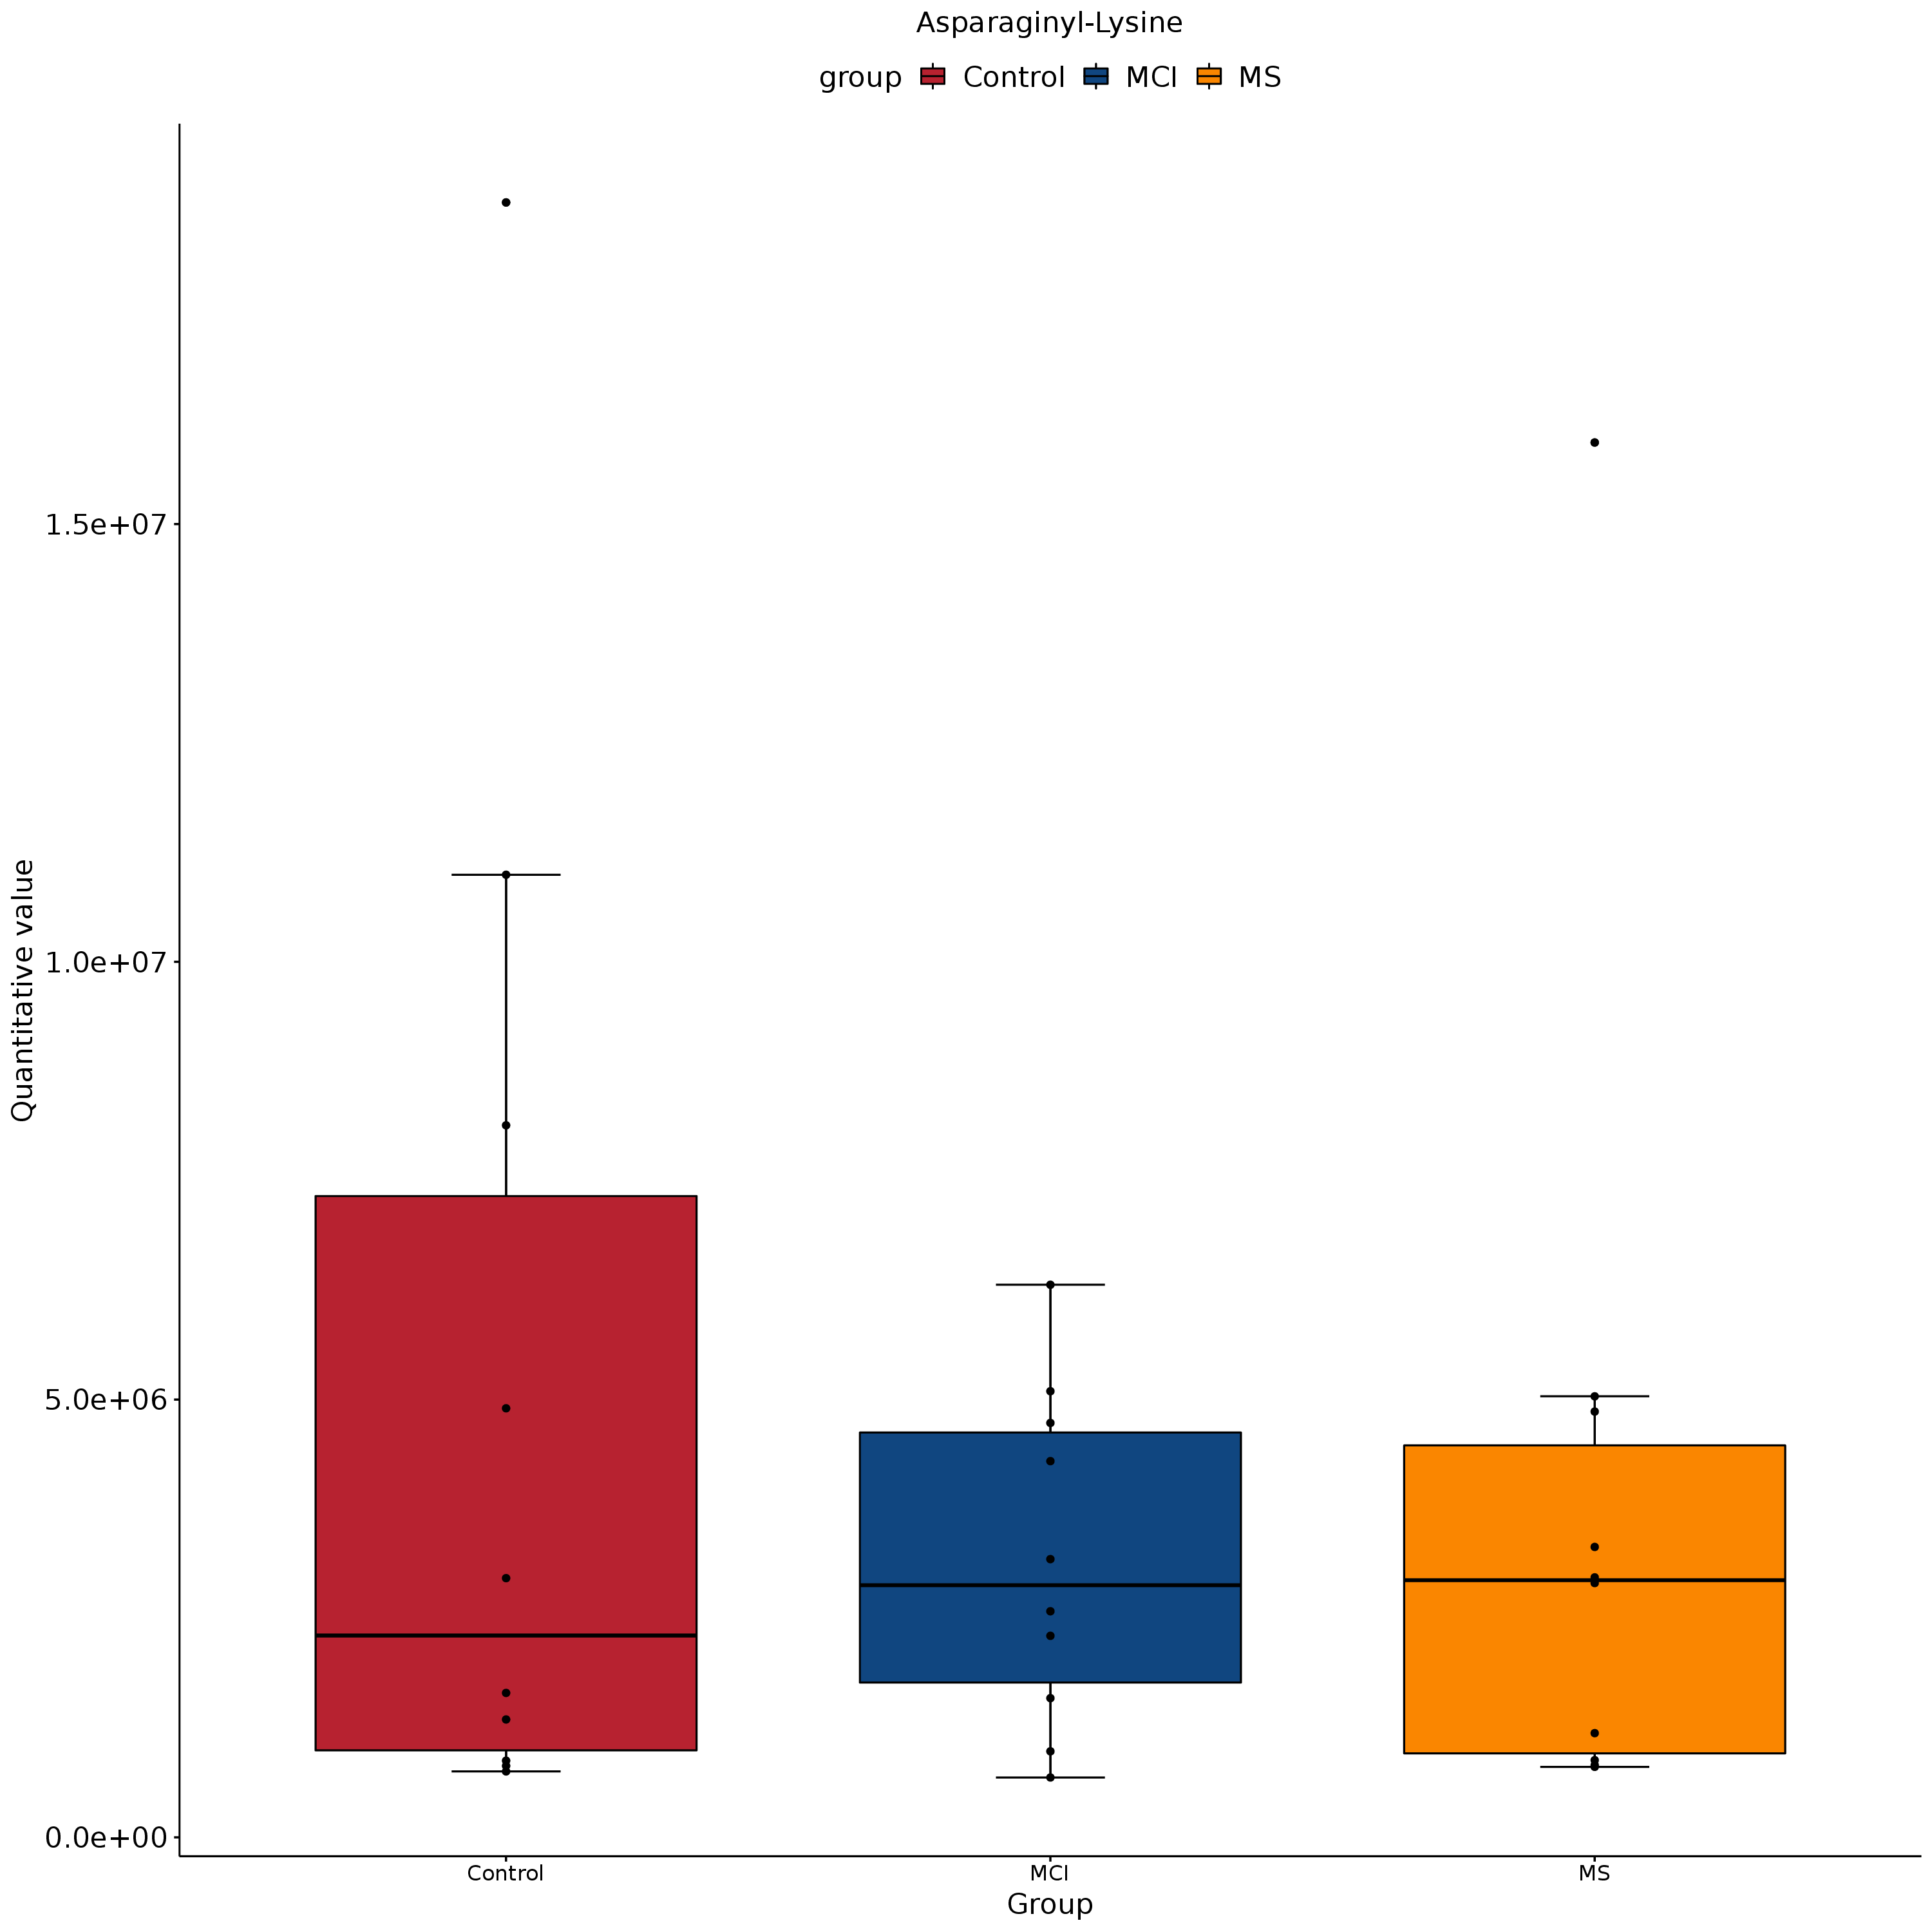 Asparaginyl-Lysine
group Control MCI MS
Quantitative value
1.5e+07
1.0e+07
5.0e+06
0.0e+00
Control MCI MS
Group